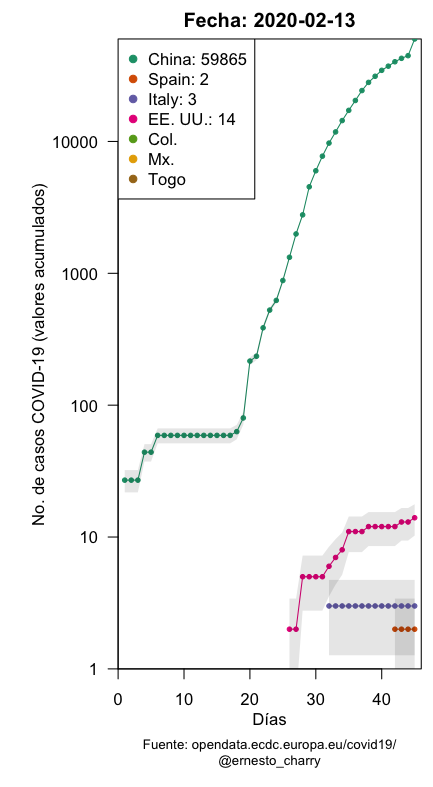 Fecha: 2020-02-13
China: 59865
Spain: 2
Italy: 3
EE. UU.: 14
Col.
Mx.
Togo
No. de casos COVID-19 (valores acumulados)
10000
1000
100
10
1
0 10 20 30 40
Días
Fuente: opendata.ecdc.europa.eu/covid19/
@ernesto_charry